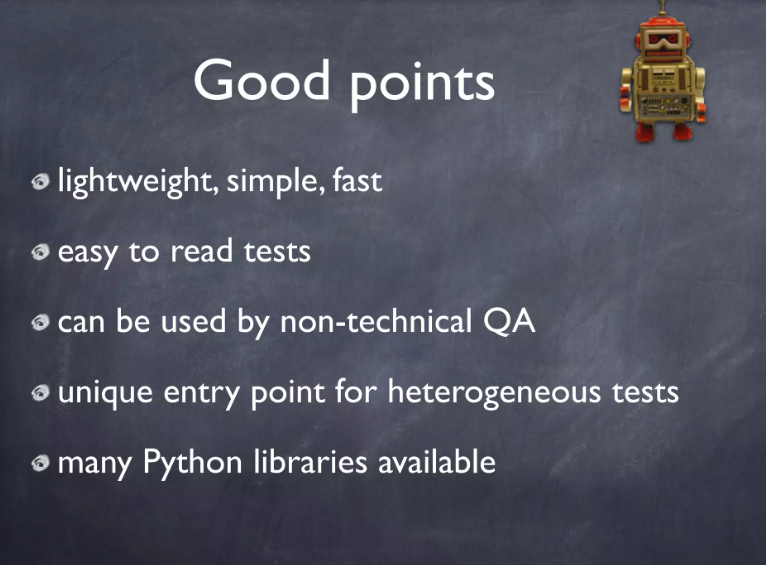 Good points
lightweight, simple, fast
easy to read tests
can be used by non-technical QA
unique entry point for heterogeneous tests
many Python libraries available